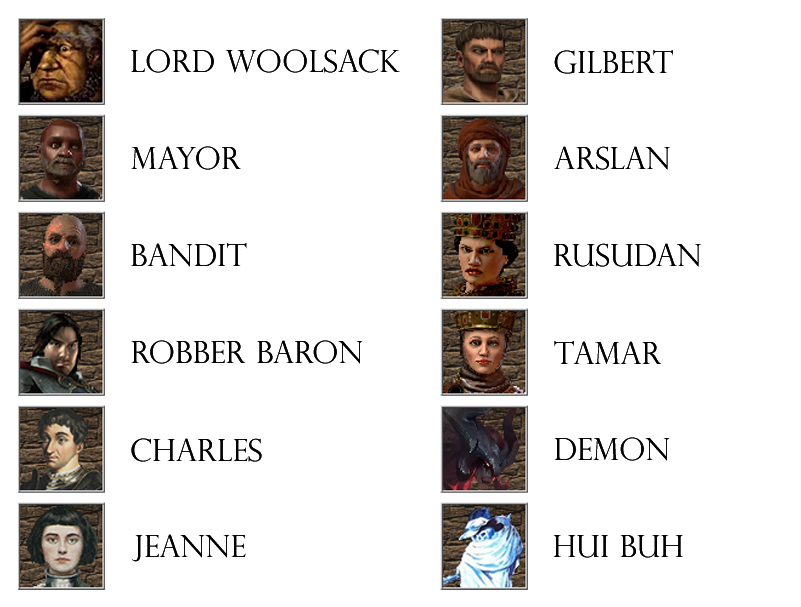 LORD WOOLSACK
MAYOR
BANDIT
ROBBER BARON
CHARLES
JEANNE
GILBERT
ARSLAN
RUSUDAN
TAMAR
DEMON
HUI BUH